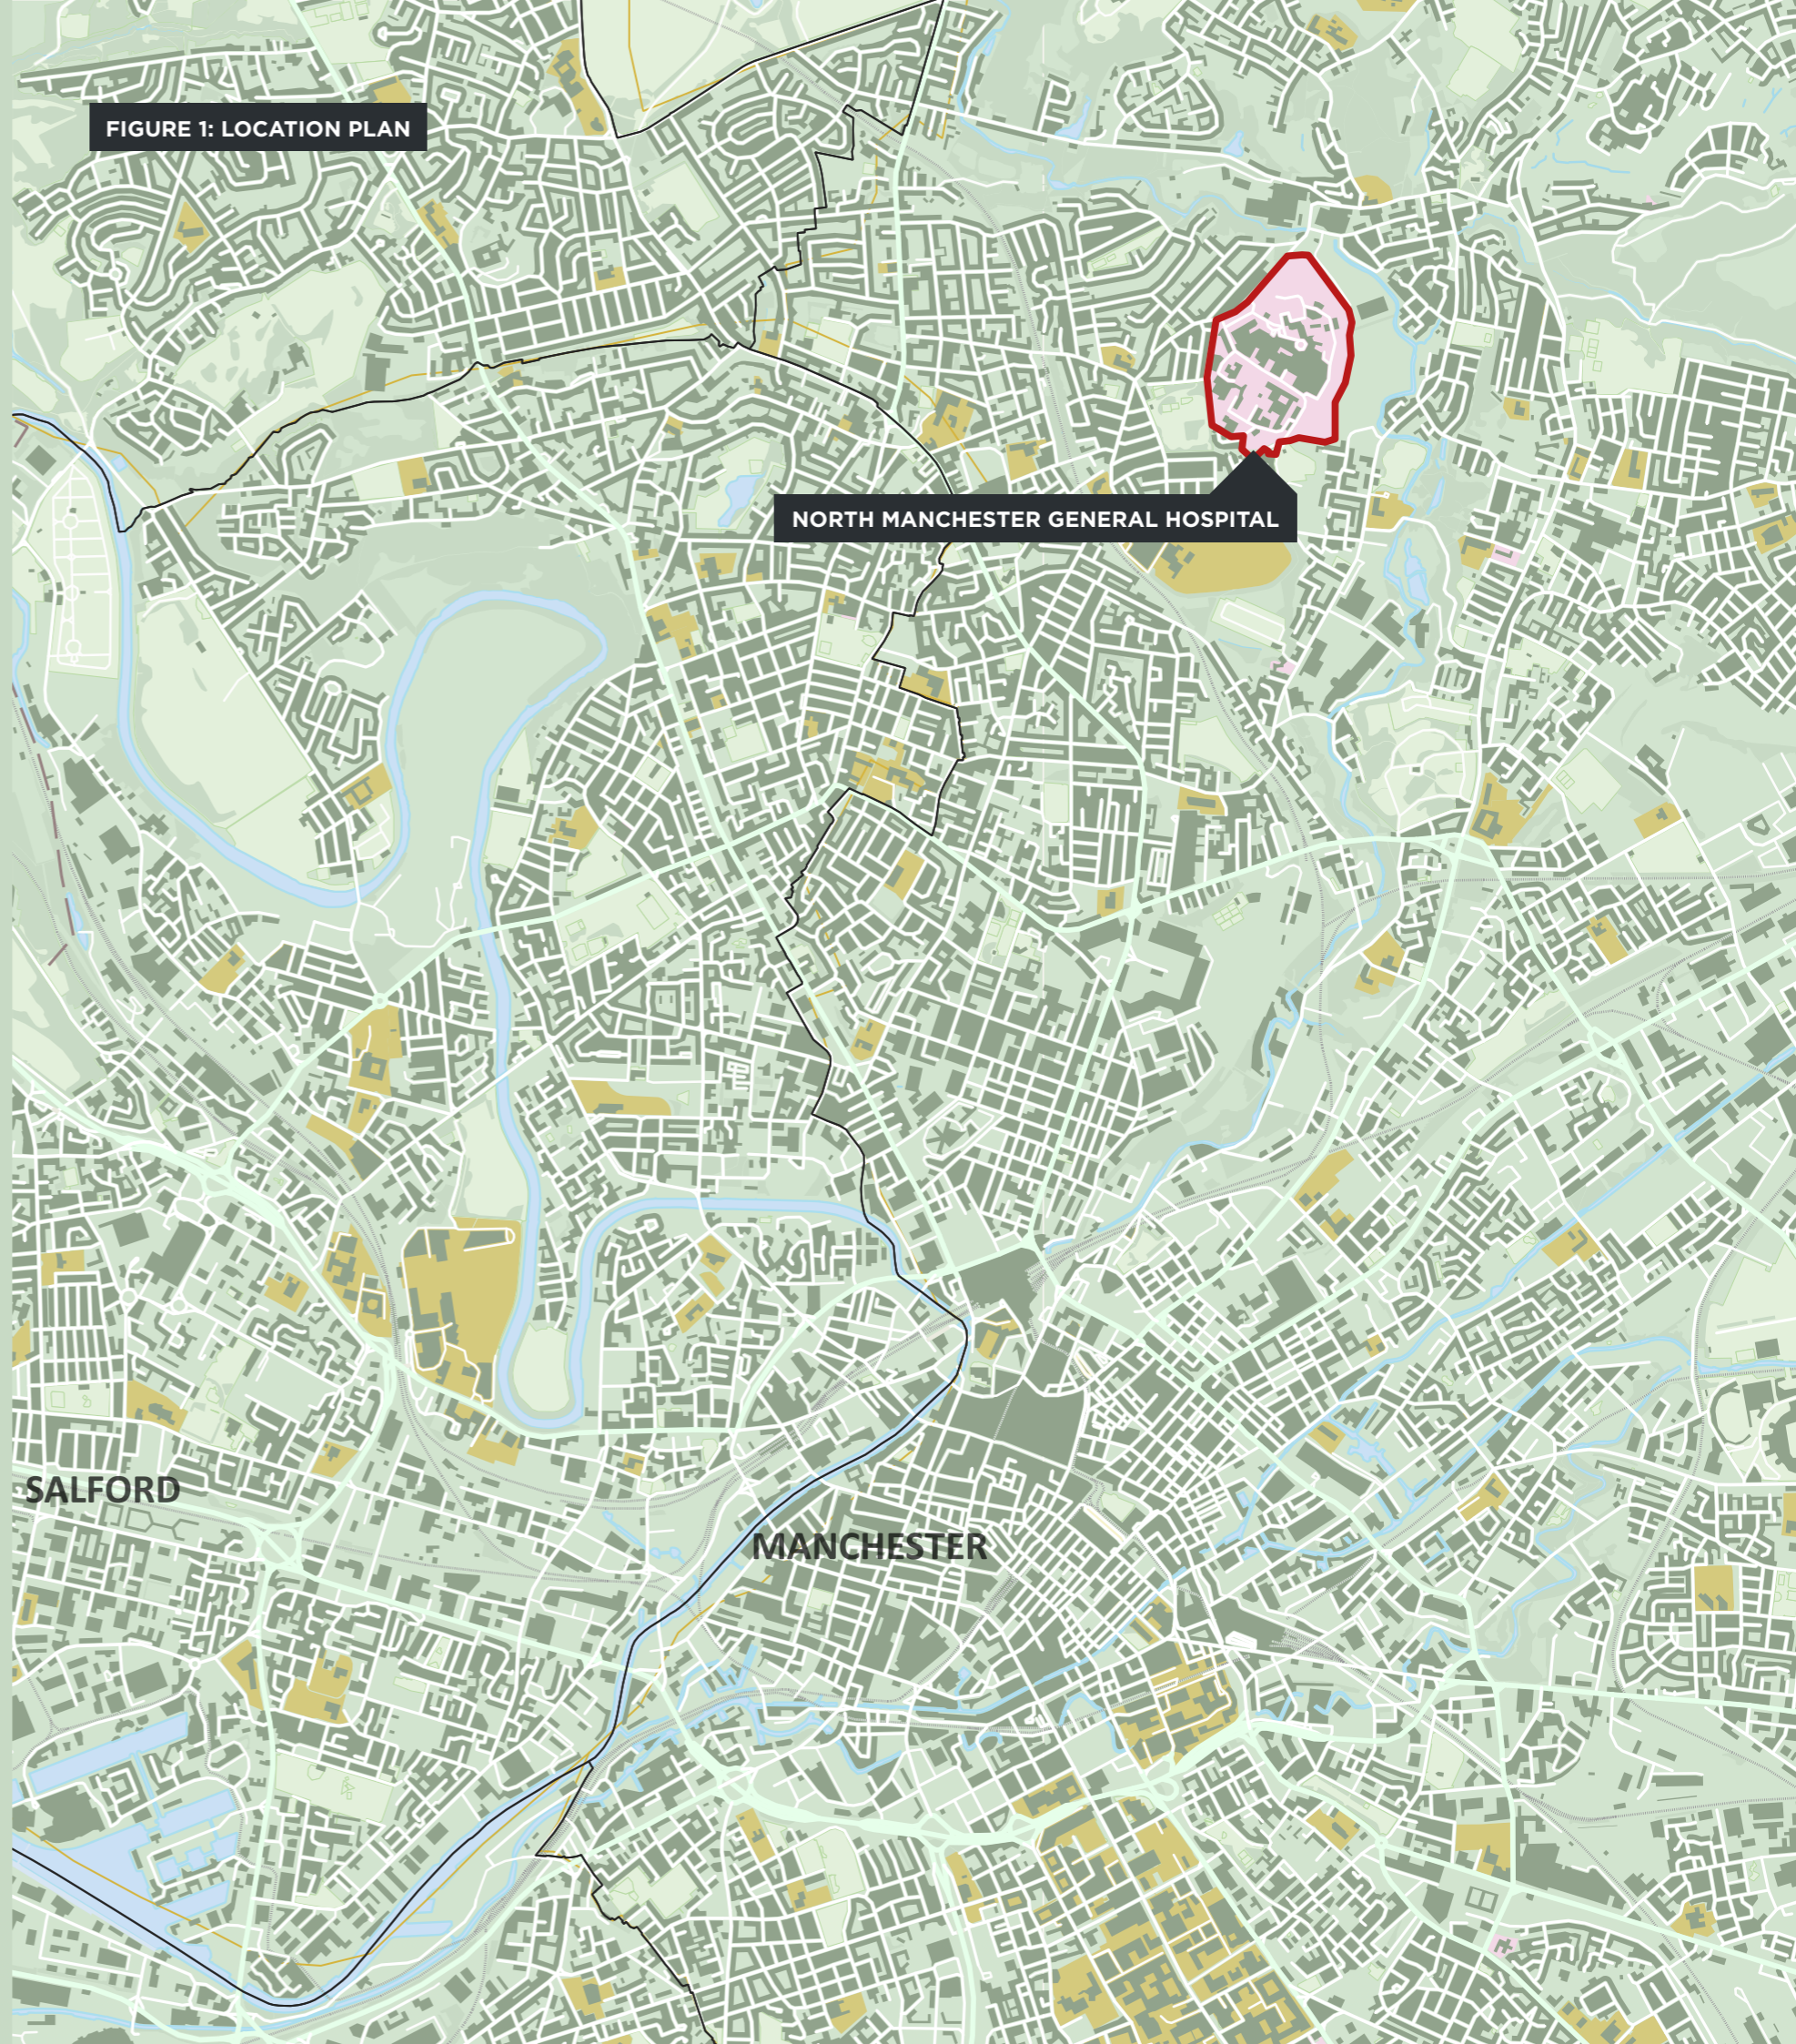 FIGURE 1: LOCATION PLAN
NORTH MANCHESTER GENERAL HOSPITAL
SALFORD
MANCHESTER